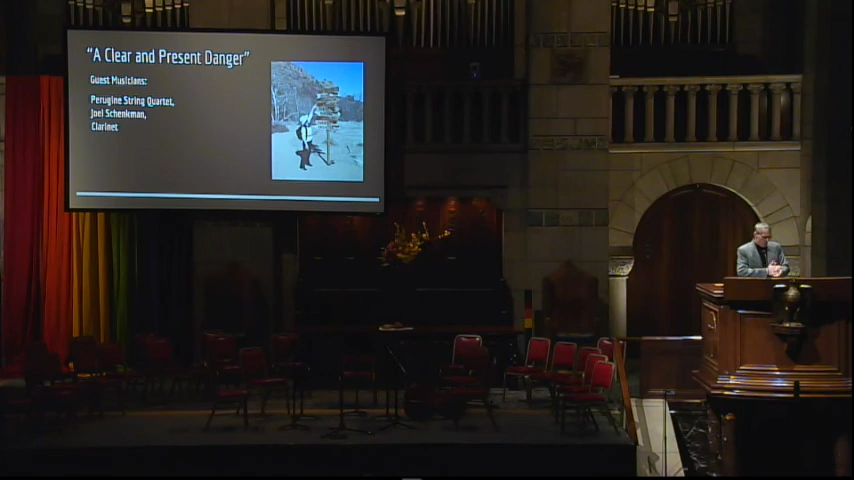 “A Clear and Present Danger”
Guest Musicians:
Perugine String Quartet,
Joel Schenkman,
Clarinet